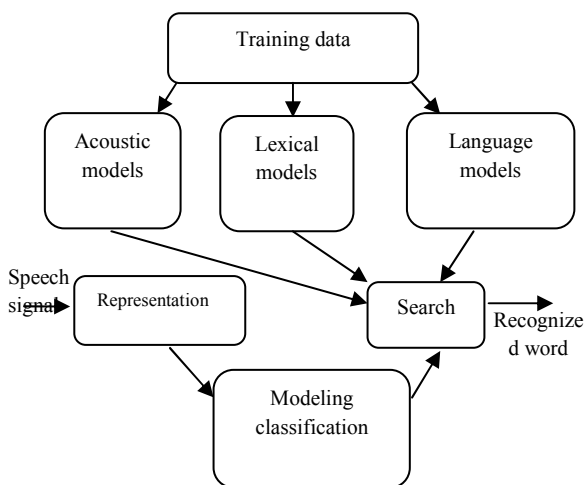 Training data
Acoustic
models
Lexical
models
Language
models
Speech
signal
Representation
Search
Recognize
d word
Modeling
classification